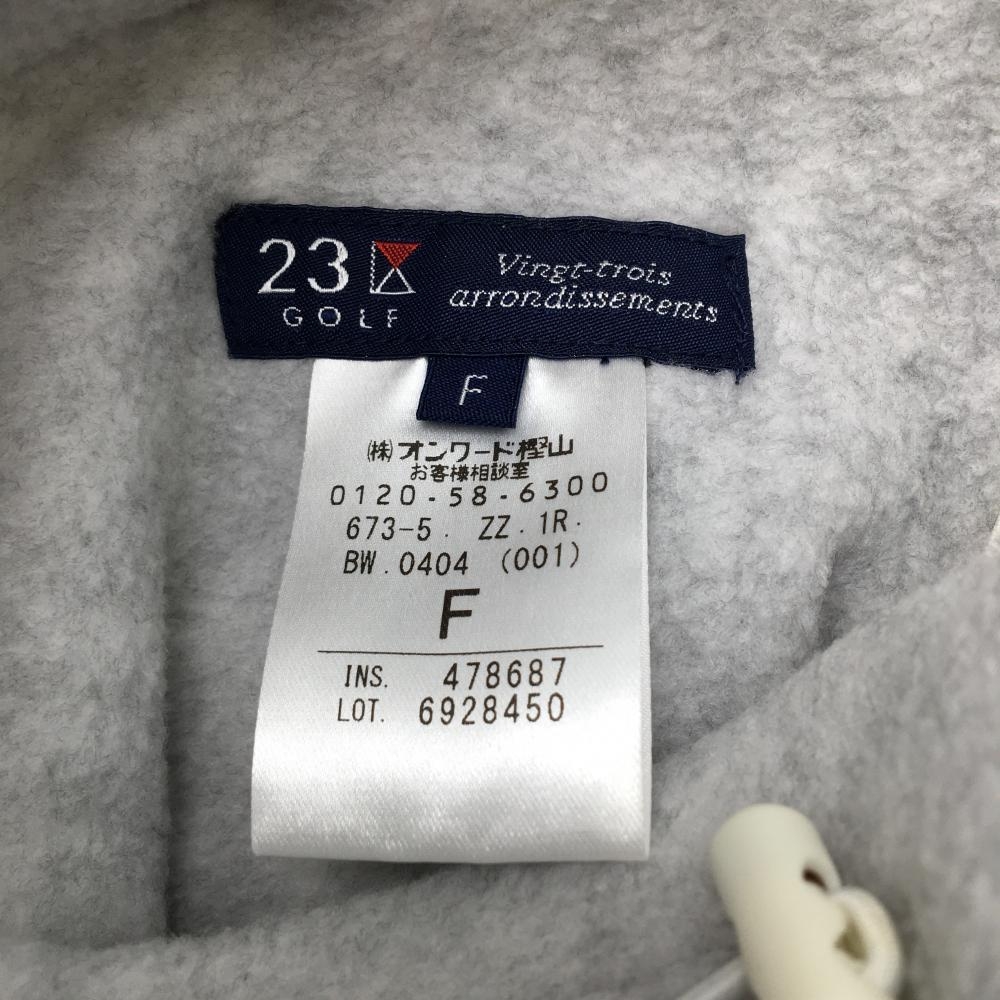 23
GOLF
Vingt-trois
arrondissements
F
(株)オンワード樫山
お客様相談室
0120-58-6300
673-5. ZZ. 1R.
BW.0404 (001)
F
INS. 478687
LOT. 6928450